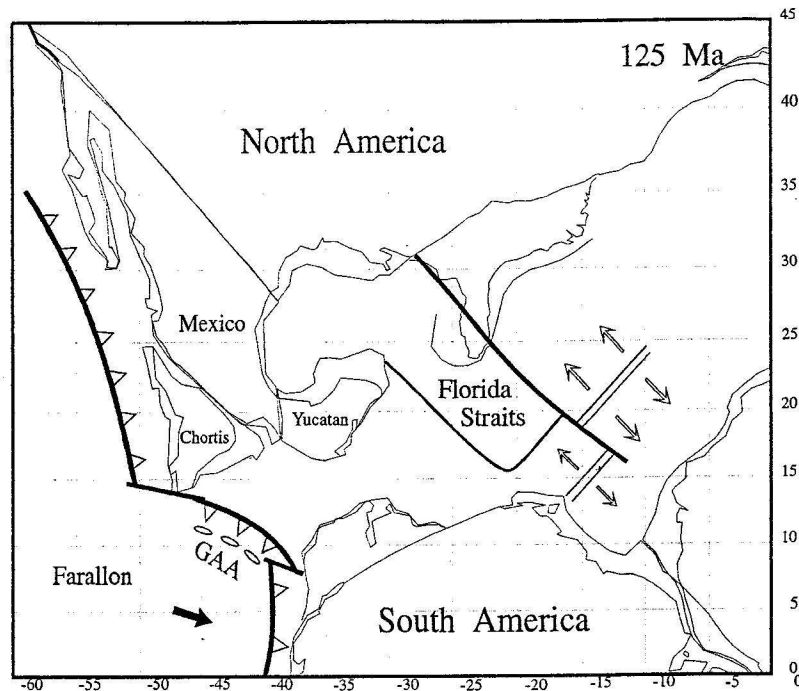 45
125 Ma
40
North America
35
30
Mexico
25
Florida
Straits
Yucatan
20
Chortis
15
GAA
10
Farallon
5
South America
0
-60 -55 -50 -45 -40 -35 -30 -25 -20 -15 -10 -5 0